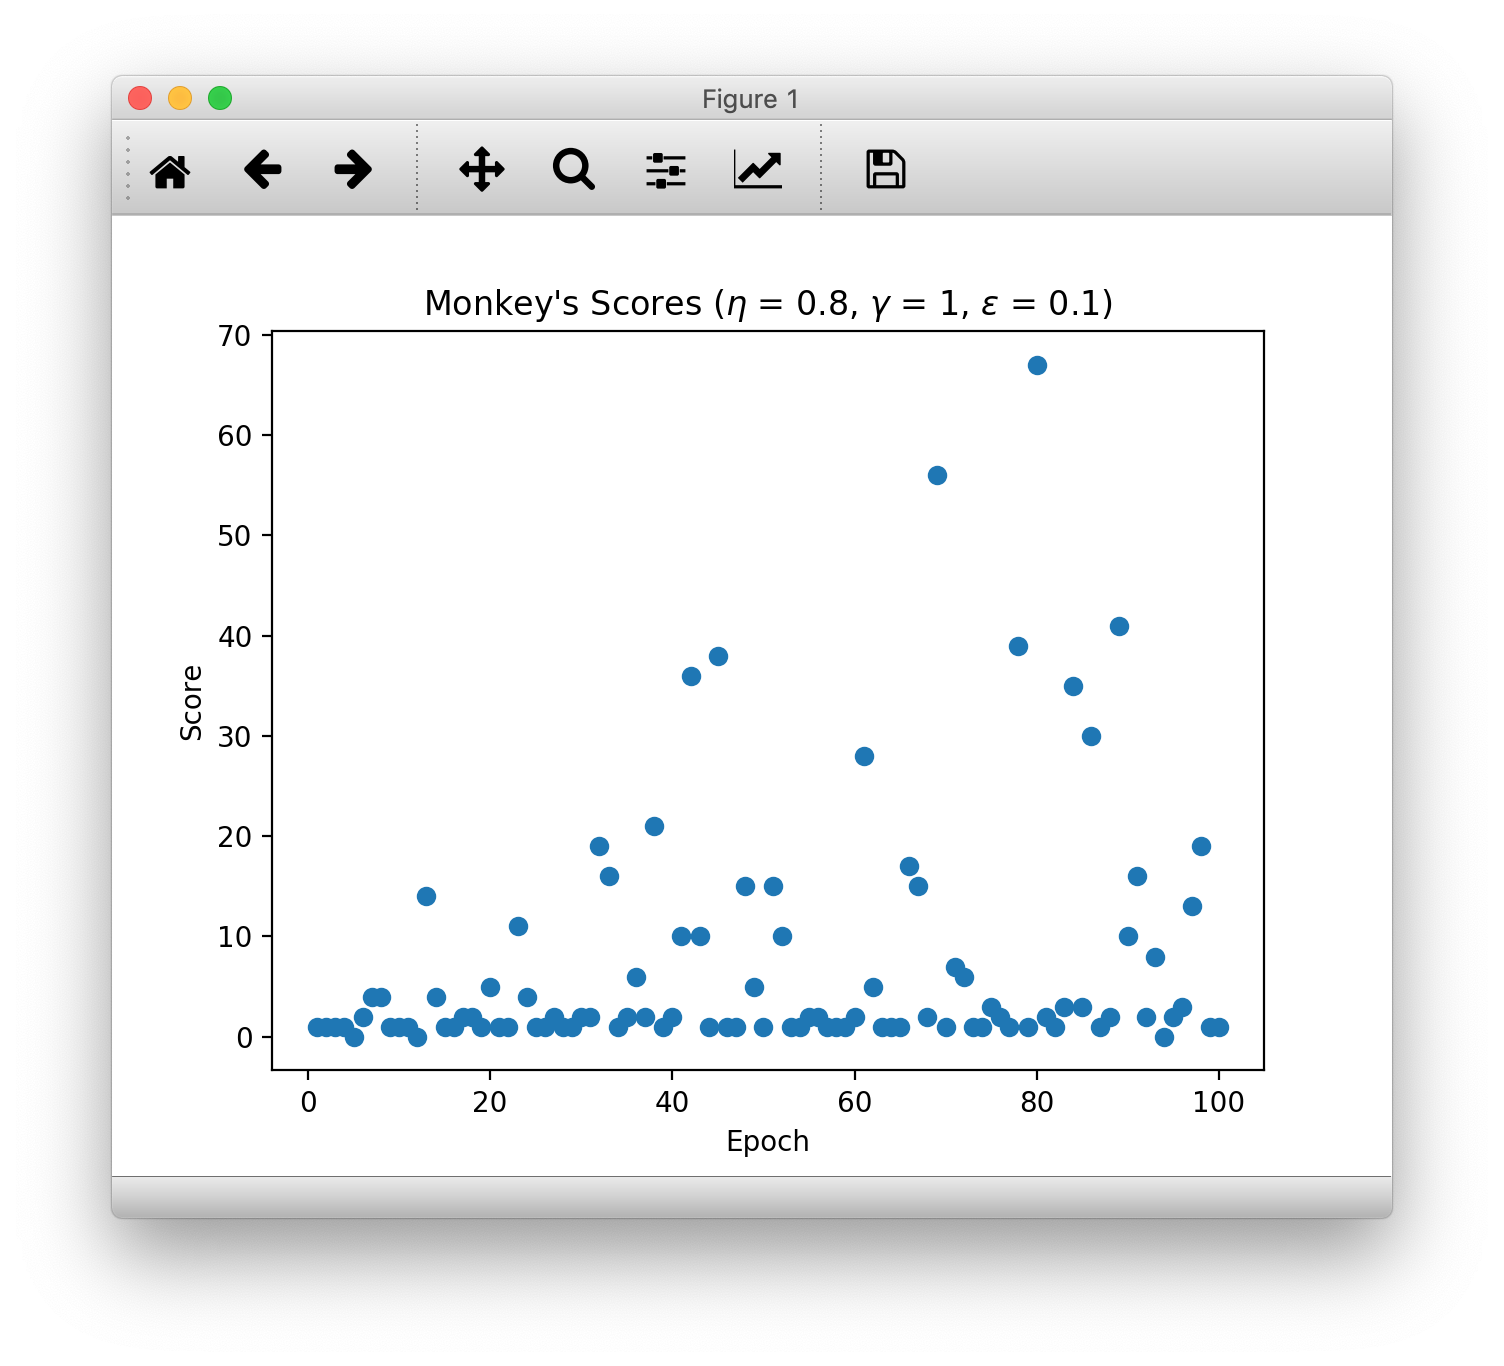 Figure 1
Monkey's Scores (η = 0.8, γ = 1, ε = 0.1)
70
60
50
40
30
20
10
0
Score
0 20 40 60 80 100
Epoch